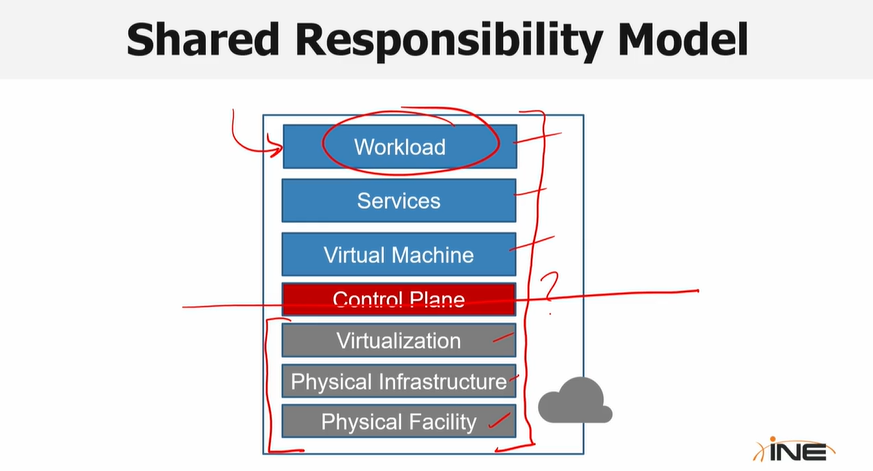 Shared Responsibility Model
Workload
Services
Virtual Machine
Control Plane
?
Virtualization
Physical Infrastructure
Physical Facility
iNE